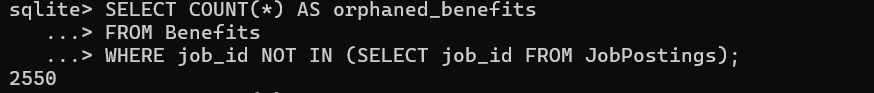 sqlite> SELECT COUNT(*) AS orphaned_benefits
   ...> FROM Benefits
   ...> WHERE job_id NOT IN (SELECT job_id FROM JobPostings);
2550